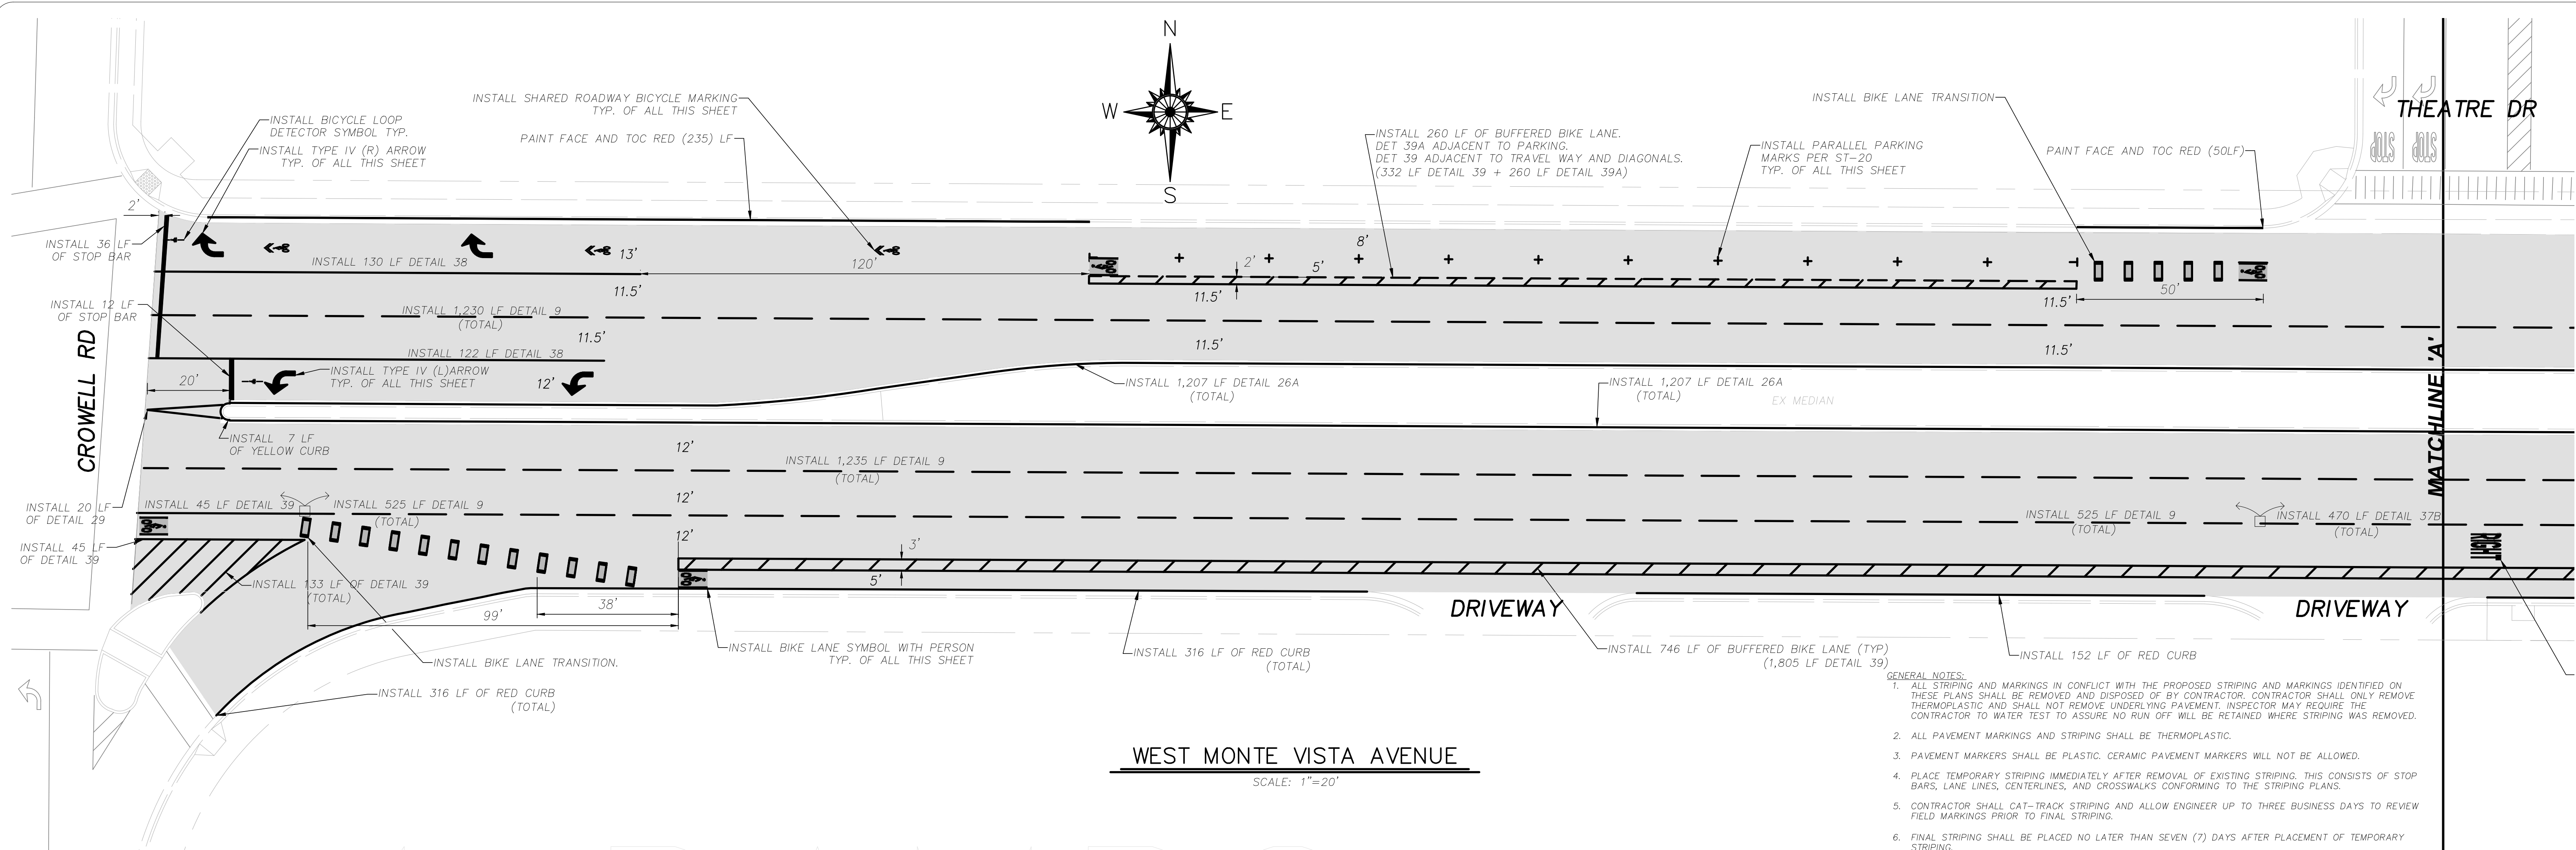 N
W
E
S
INSTALL SHARED ROADWAY BICYCLE MARKING
TYP. OF ALL THIS SHEET
PAINT FACE AND TOC RED (235) LF
INSTALL BICYCLE LOOP
DETECTOR SYMBOL TYP.
INSTALL TYPE IV (R) ARROW
TYP. OF ALL THIS SHEET
INSTALL 260 LF OF BUFFERED BIKE LANE.
DET 39A ADJACENT TO PARKING.
DET 39 ADJACENT TO TRAVEL WAY AND DIAGONALS.
(332 LF DETAIL 39 + 260 LF DETAIL 39A)
INSTALL BIKE LANE TRANSITION
INSTALL PARALLEL PARKING
MARKS PER ST-20
TYP. OF ALL THIS SHEET
PAINT FACE AND TOC RED (50LF)
THEATRE DR
STOP
STOP
2'
INSTALL 36 LF
OF STOP BAR
INSTALL 130 LF DETAIL 38
13'
120'
8'
2'
5'
11.5'
11.5'
11.5'
50'
INSTALL 12 LF
OF STOP BAR
INSTALL 1,230 LF DETAIL 9
(TOTAL)
11.5'
11.5'
11.5'
INSTALL 122 LF DETAIL 38
INSTALL TYPE IV (L)ARROW
TYP. OF ALL THIS SHEET
20'
12'
INSTALL 1,207 LF DETAIL 26A
(TOTAL)
INSTALL 1,207 LF DETAIL 26A
(TOTAL)
EX MEDIAN
CROWELL RD
MATCHLINE 'A'
INSTALL 7 LF
OF YELLOW CURB
12'
INSTALL 1,235 LF DETAIL 9
(TOTAL)
INSTALL 20 LF
OF DETAIL 29
INSTALL 45 LF DETAIL 39
INSTALL 525 LF DETAIL 9
(TOTAL)
12'
12'
INSTALL 525 LF DETAIL 9
(TOTAL)
INSTALL 470 LF DETAIL 37B
(TOTAL)
RIGHT
INSTALL 45 LF
OF DETAIL 39
3'
5'
INSTALL 133 LF OF DETAIL 39
(TOTAL)
38'
99'
DRIVEWAY
DRIVEWAY
INSTALL BIKE LANE TRANSITION.
INSTALL BIKE LANE SYMBOL WITH PERSON
TYP. OF ALL THIS SHEET
INSTALL 316 LF OF RED CURB
(TOTAL)
INSTALL 746 LF OF BUFFERED BIKE LANE (TYP)
(1,805 LF DETAIL 39)
INSTALL 152 LF OF RED CURB
INSTALL 316 LF OF RED CURB
(TOTAL)
WEST MONTE VISTA AVENUE
SCALE: 1"=20'
GENERAL NOTES:
1. ALL STRIPING AND MARKINGS IN CONFLICT WITH THE PROPOSED STRIPING AND MARKINGS IDENTIFIED ON
THESE PLANS SHALL BE REMOVED AND DISPOSED OF BY CONTRACTOR. CONTRACTOR SHALL ONLY REMOVE
THERMOPLASTIC AND SHALL NOT REMOVE UNDERLYING PAVEMENT. INSPECTOR MAY REQUIRE THE
CONTRACTOR TO WATER TEST TO ASSURE NO RUN OFF WILL BE RETAINED WHERE STRIPING WAS REMOVED.
2. ALL PAVEMENT MARKINGS AND STRIPING SHALL BE THERMOPLASTIC.
3. PAVEMENT MARKERS SHALL BE PLASTIC. CERAMIC PAVEMENT MARKERS WILL NOT BE ALLOWED.
4. PLACE TEMPORARY STRIPING IMMEDIATELY AFTER REMOVAL OF EXISTING STRIPING. THIS CONSISTS OF STOP
BARS, LANE LINES, CENTERLINES, AND CROSSWALKS CONFORMING TO THE STRIPING PLANS.
5. CONTRACTOR SHALL CAT-TRACK STRIPING AND ALLOW ENGINEER UP TO THREE BUSINESS DAYS TO REVIEW
FIELD MARKINGS PRIOR TO FINAL STRIPING.
6. FINAL STRIPING SHALL BE PLACED NO LATER THAN SEVEN (7) DAYS AFTER PLACEMENT OF TEMPORARY
STRIPING.